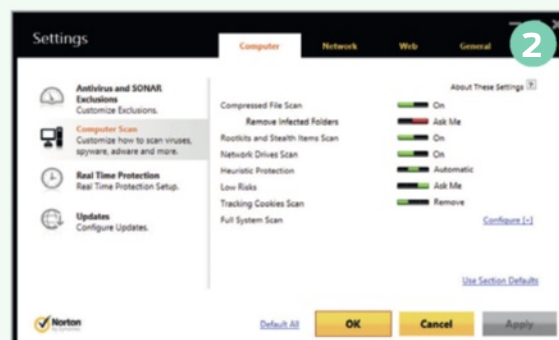 Settings
Computer
Network
Web
General
2
About These Settings ?
Antivirus and SONAR
Exclusions
Customize Exclusions.
Computer Scan
Customize how to scan viruses,
spyware, adware and more.
Real Time Protection
Real Time Protection Setup.
Updates
Configure Updates.
Compressed File Scan On
Remove Infected Folders Ask Me
Rootkits and Stealth Items Scan On
Network Drives Scan On
Heuristic Protection Automatic
Low Risks Ask Me
Tracking Cookies Scan Remove
Full System Scan Configure [+]
Use Section Defaults
Norton
by Symantec
Default All
OK
Cancel
Apply